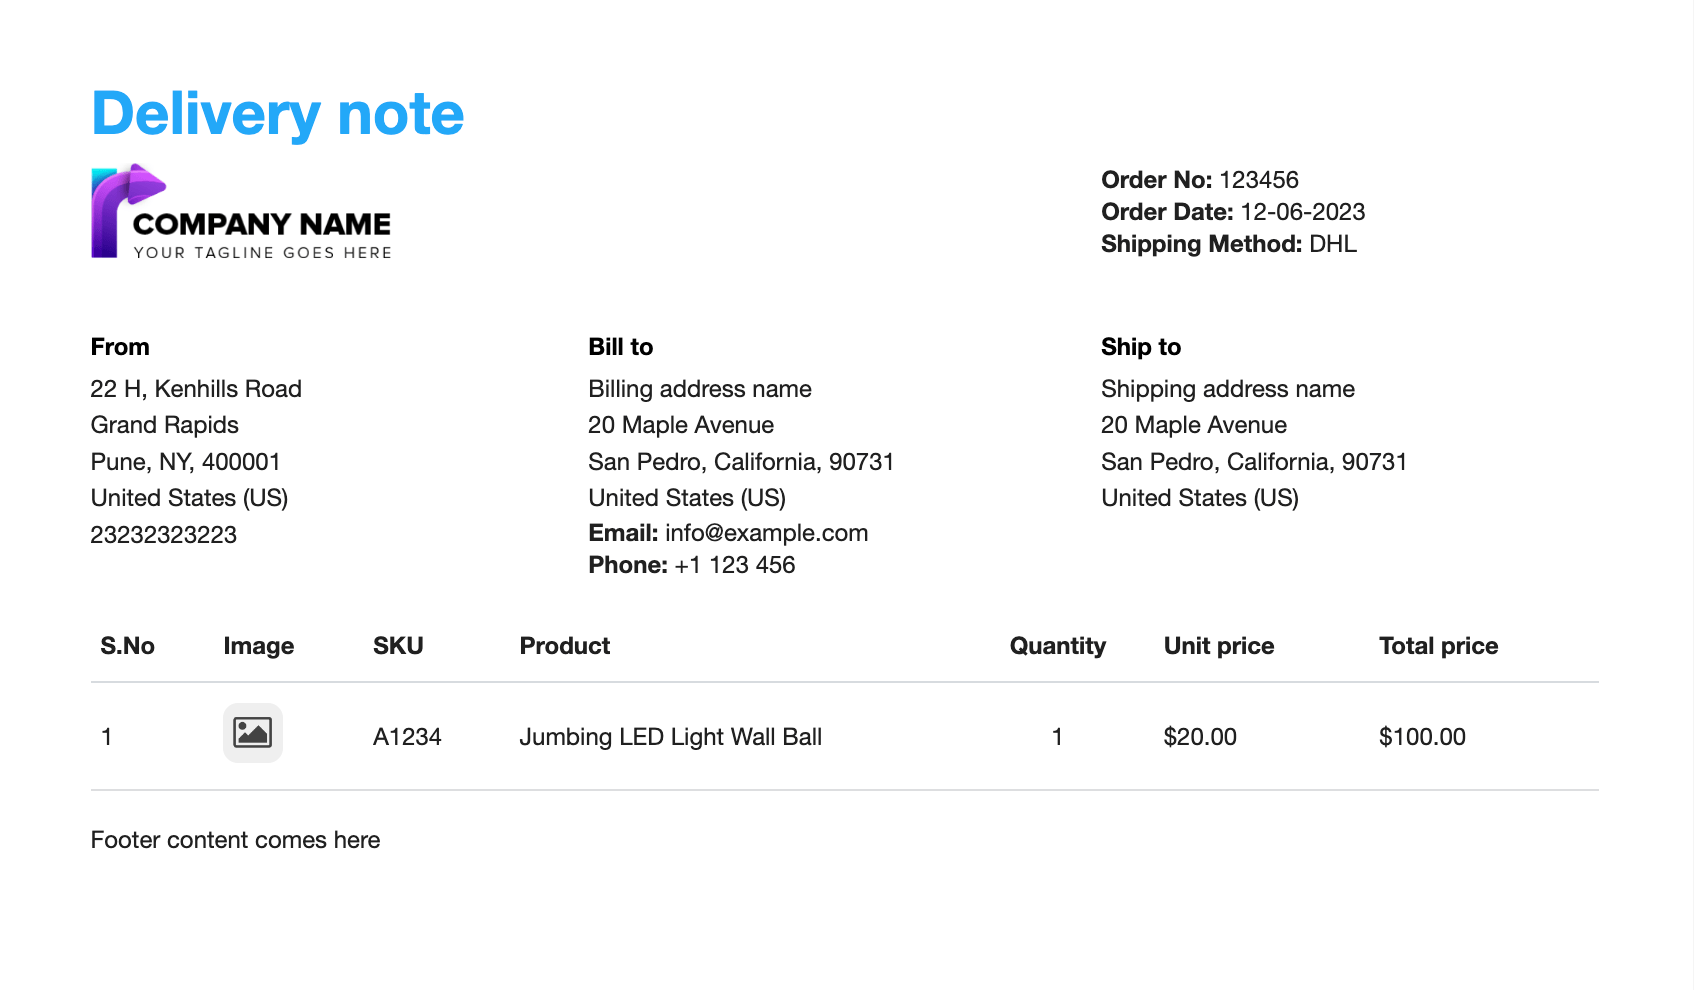 Delivery note
COMPANY NAME
YOUR TAGLINE GOES HERE
Order No: 123456
Order Date: 12-06-2023
Shipping Method: DHL
From
22 H, Kenhills Road
Grand Rapids
Pune, NY, 400001
United States (US)
23232323223
Bill to
Billing address name
20 Maple Avenue
San Pedro, California, 90731
United States (US)
Email: info@example.com
Phone: +1 123 456
Ship to
Shipping address name
20 Maple Avenue
San Pedro, California, 90731
United States (US)
S.No Image SKU Product Quantity Unit price Total price
1 A1234 Jumbing LED Light Wall Ball 1 $20.00 $100.00
Footer content comes here